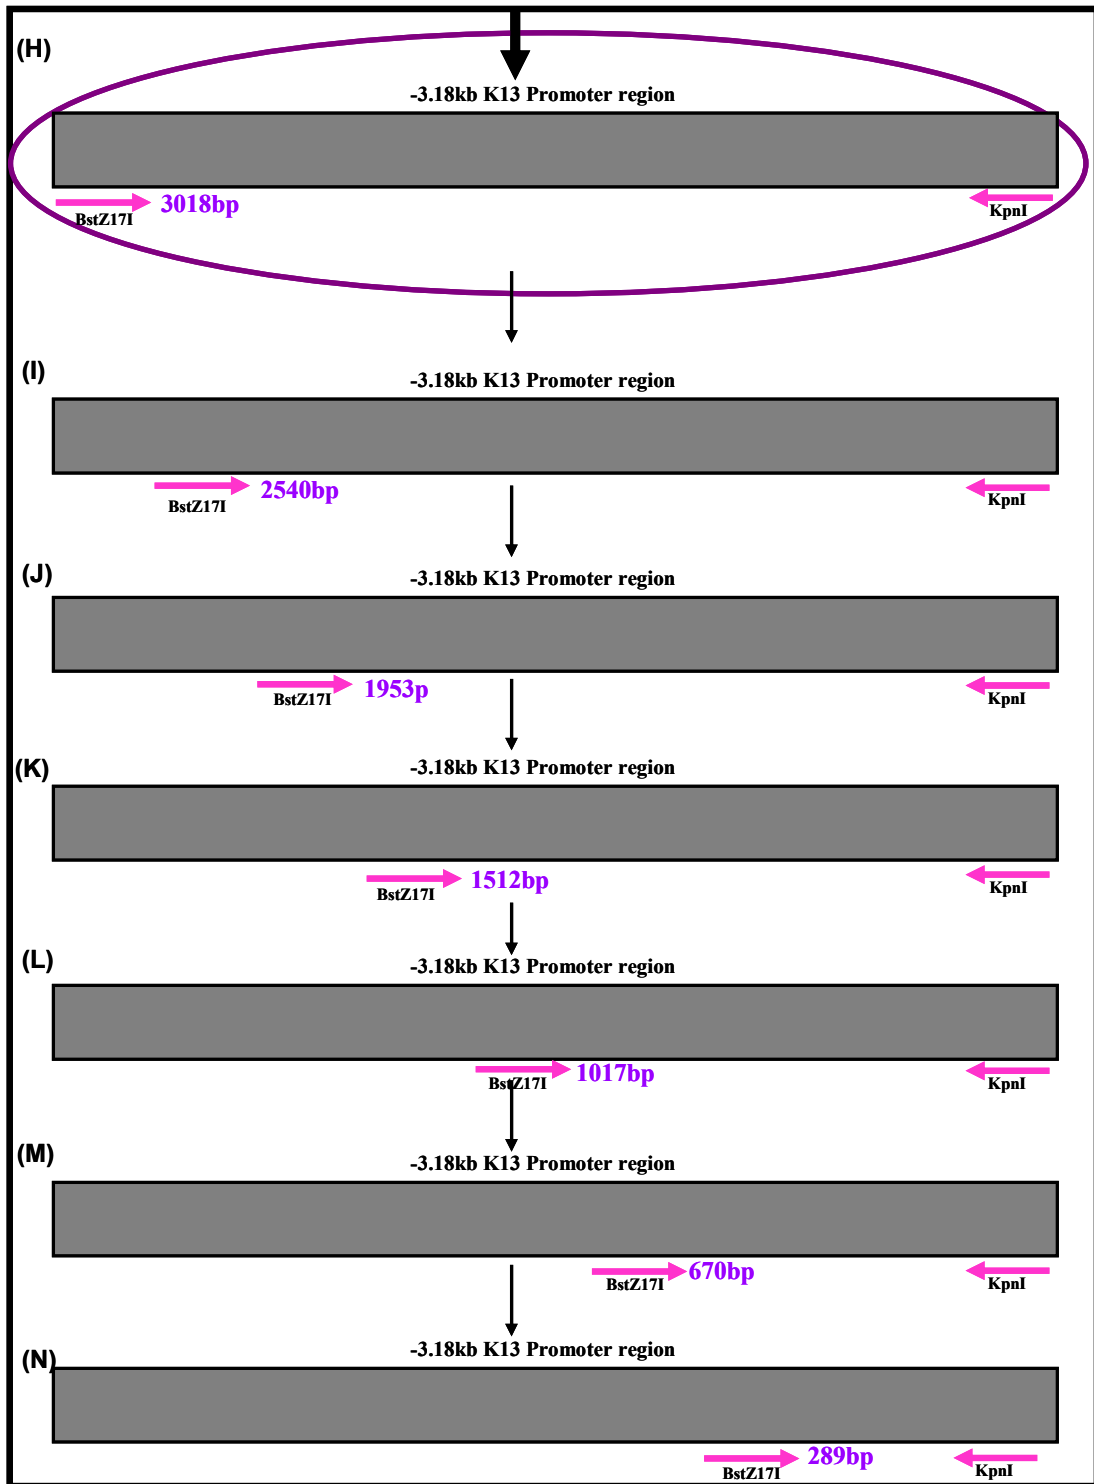 (H)
-3.18kb K13 Promoter region
3018bp
BstZ17I
KpnI
(I)
-3.18kb K13 Promoter region
2540bp
BstZ17I
KpnI
(J)
-3.18kb K13 Promoter region
1953p
BstZ17I
KpnI
(K)
-3.18kb K13 Promoter region
1512bp
BstZ17I
KpnI
(L)
-3.18kb K13 Promoter region
1017bp
BstZ17I
KpnI
(M)
-3.18kb K13 Promoter region
670bp
BstZ17I
KpnI
(N)
-3.18kb K13 Promoter region
289bp
BstZ17I
KpnI